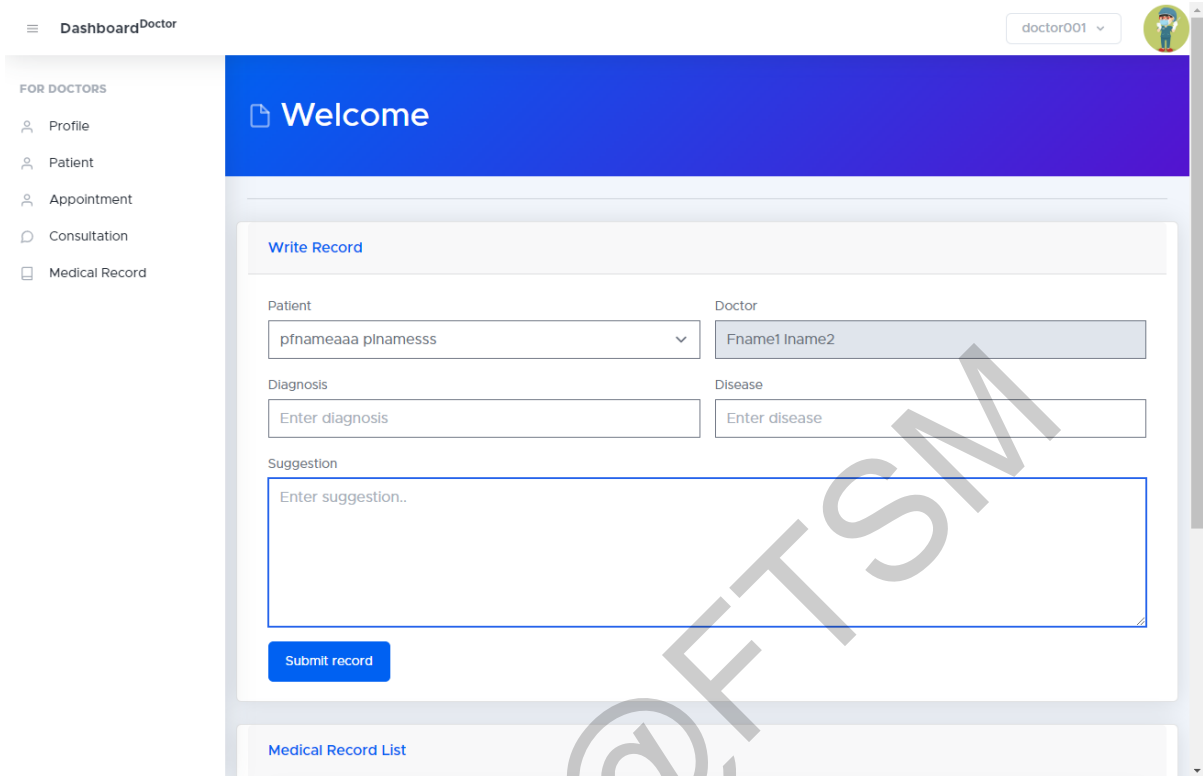 Dashboard Doctor
doctor001
FOR DOCTORS
Profile
Patient
Appointment
Consultation
Medical Record
Welcome
Write Record
Patient
Doctor
pfnameaaa plnamesss
Fname1 lname2
Diagnosis
Disease
Enter diagnosis
Enter disease
Suggestion
Enter suggestion..
Submit record
Medical Record List
@FTSM